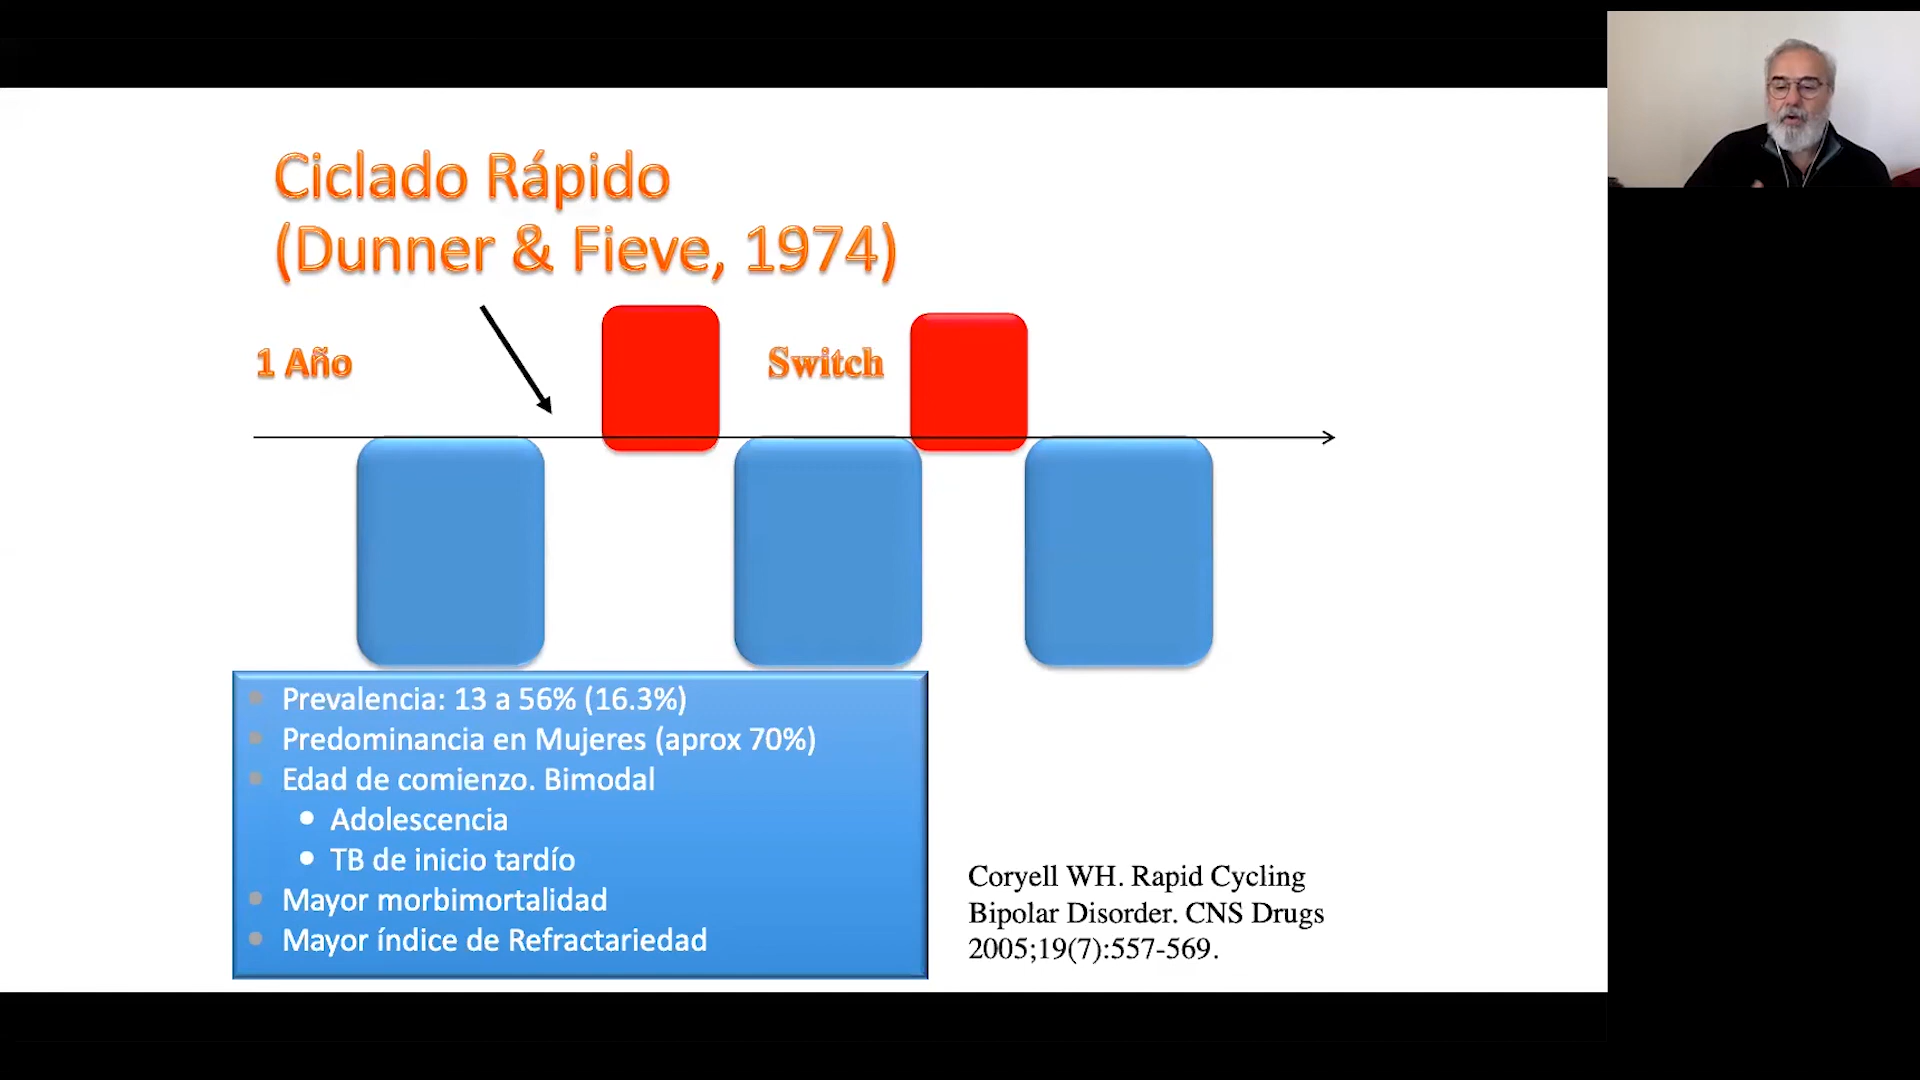 Ciclado Rápido
(Dunner & Fieve, 1974)
1 Año
Switch
Prevalencia: 13 a 56% (16.3%)
Predominancia en Mujeres (aprox 70%)
Edad de comienzo. Bimodal
Adolescencia
TB de inicio tardío
Mayor morbimortalidad
Mayor índice de Refractariedad
Coryell WH. Rapid Cycling
Bipolar Disorder. CNS Drugs
2005;19(7):557-569.